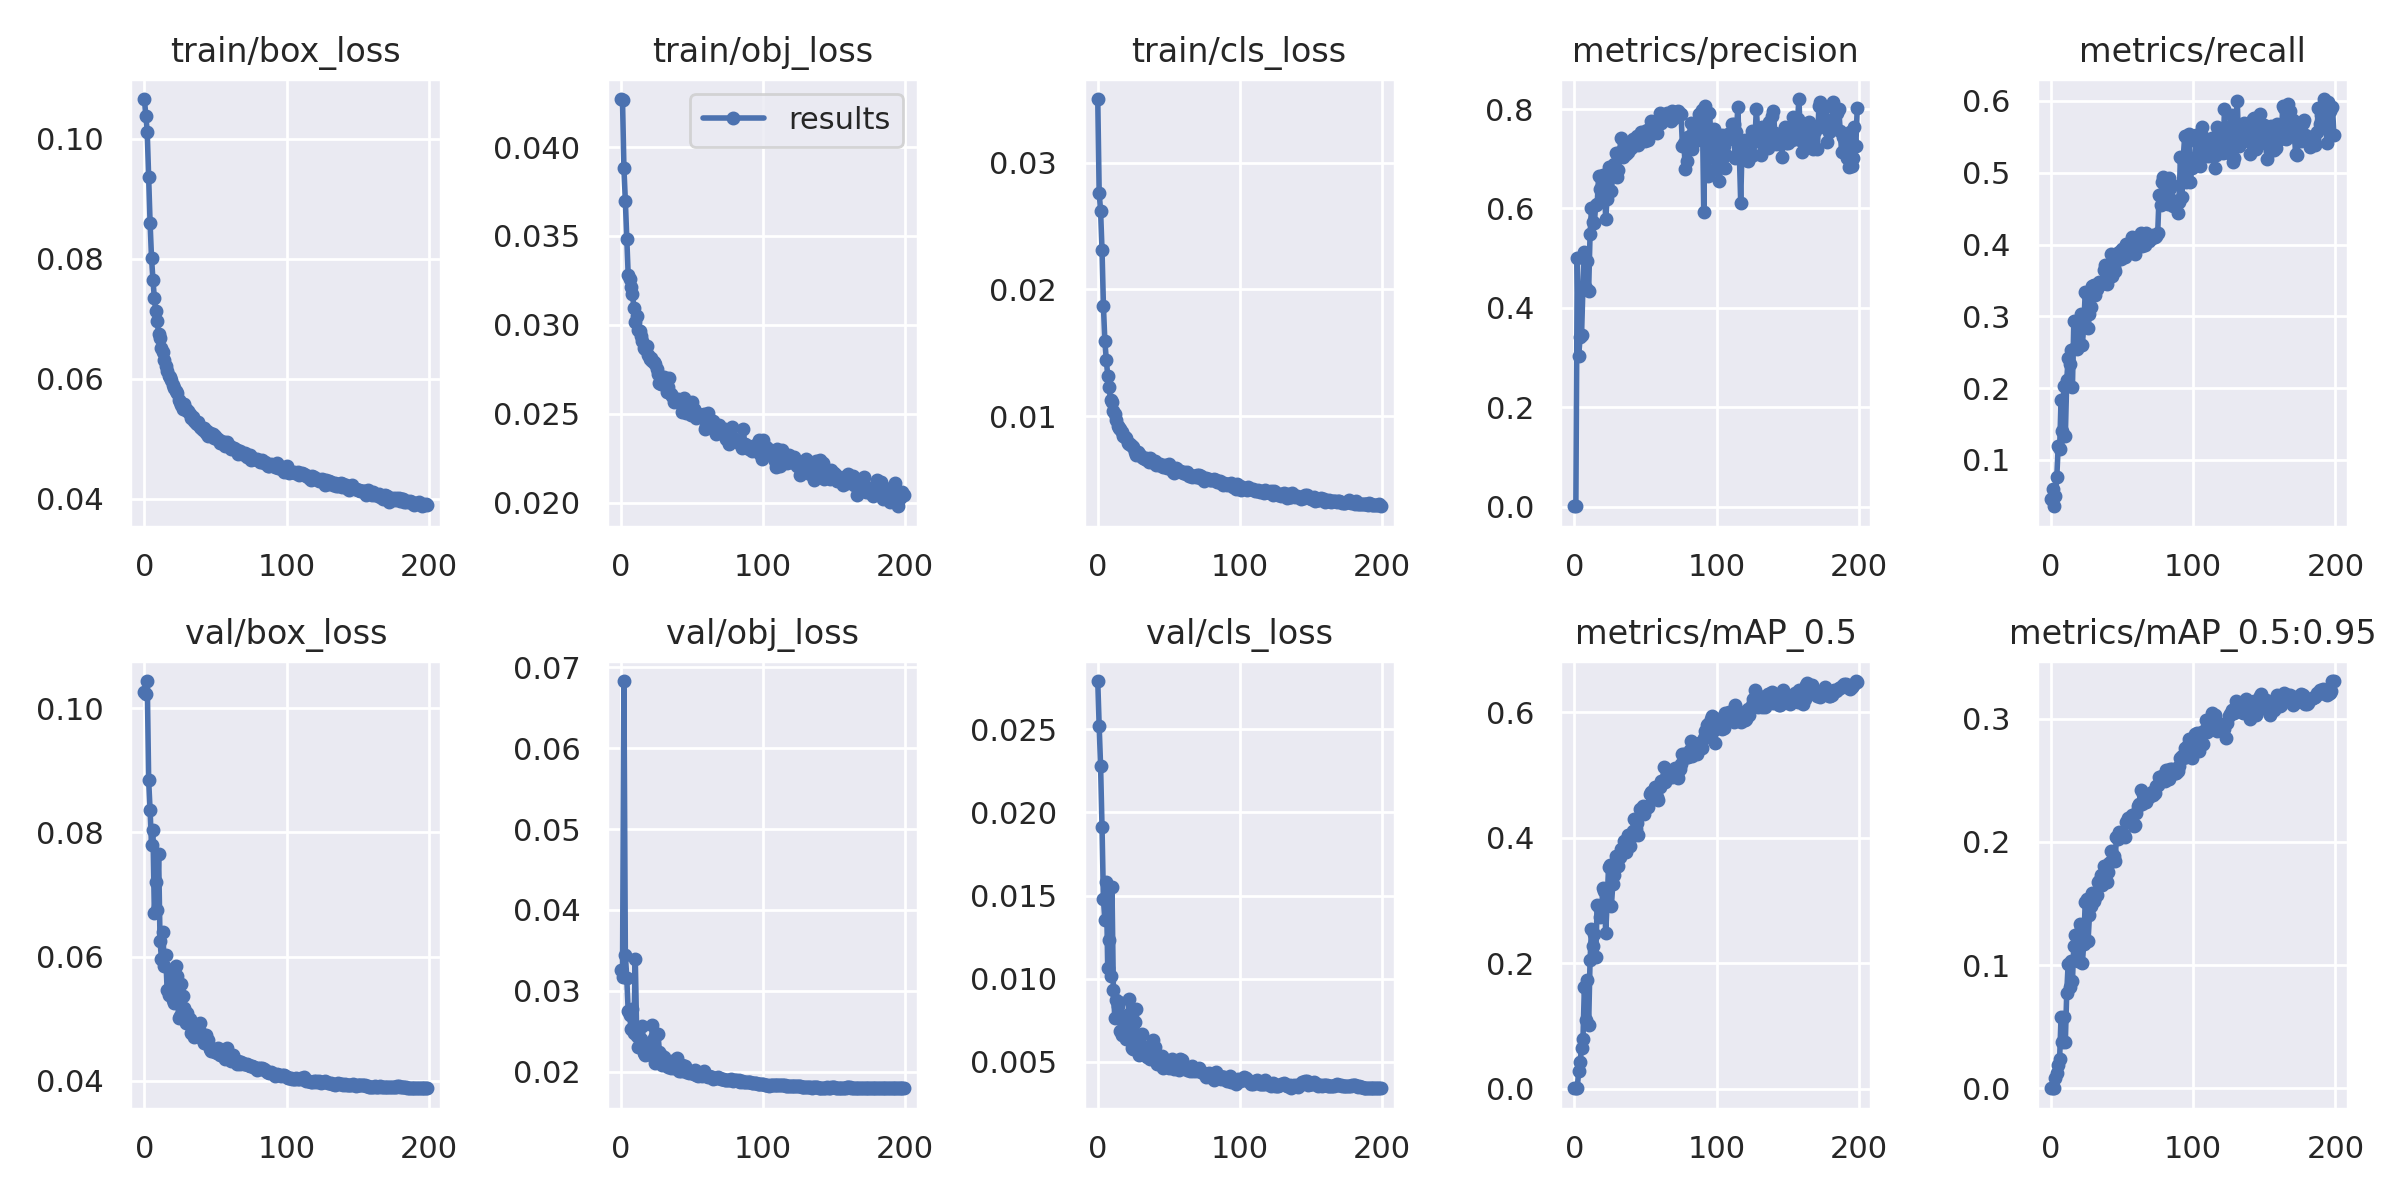 train/box_loss
train/obj_loss
train/cls_loss
metrics/precision
metrics/recall
results
0.10
0.08
0.06
0.04
0 100 200
0.040
0.035
0.030
0.025
0.020
0 100 200
0.03
0.02
0.01
0 100 200
0.8
0.6
0.4
0.2
0.0
0 100 200
0.6
0.5
0.4
0.3
0.2
0.1
0 100 200
val/box_loss
val/obj_loss
val/cls_loss
metrics/mAP_0.5
metrics/mAP_0.5:0.95
0.10
0.08
0.06
0.04
0 100 200
0.07
0.06
0.05
0.04
0.03
0.02
0 100 200
0.025
0.020
0.015
0.010
0.005
0 100 200
0.6
0.4
0.2
0.0
0 100 200
0.3
0.2
0.1
0.0
0 100 200